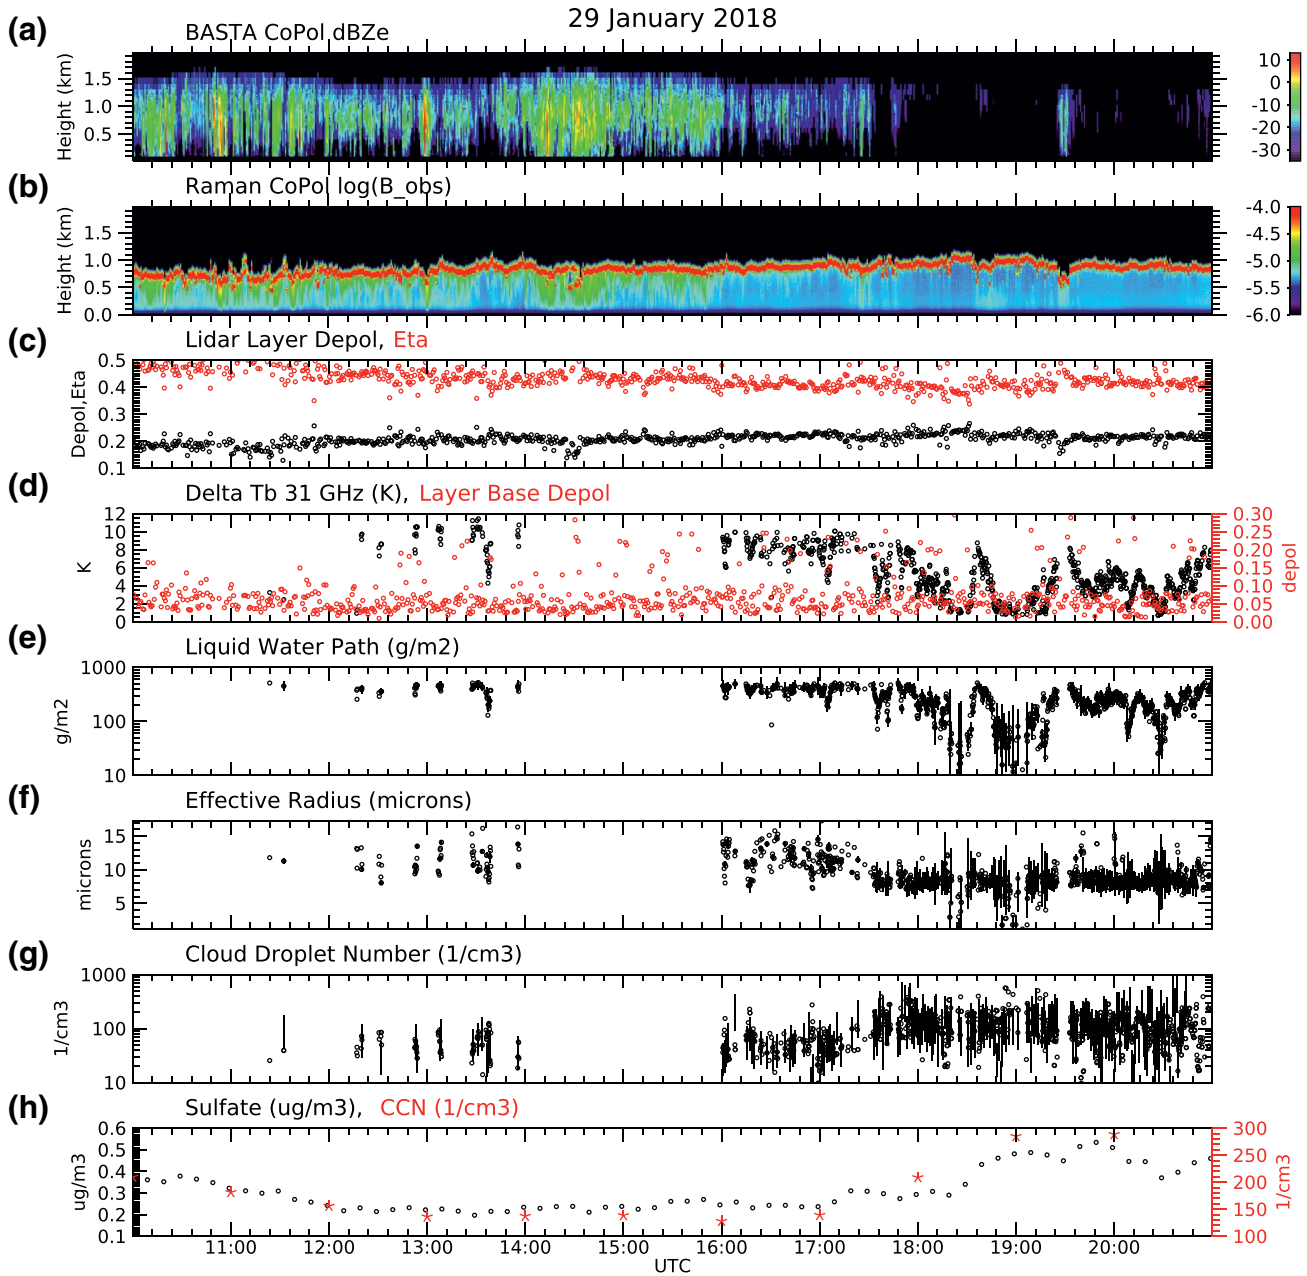 29 January 2018
(a) BASTA CoPol dBZe
Height (km)
1.5
1.0
0.5
10
0
-10
-20
-30
(b) Raman CoPol log(B_obs)
Height (km)
1.5
1.0
0.5
0.0
-4.0
-4.5
-5.0
-5.5
-6.0
(c) Lidar Layer Depol, Eta
Depol,Eta
0.5
0.4
0.3
0.2
0.1
(d) Delta Tb 31 GHz (K), Layer Base Depol
K
12
10
8
6
4
2
0
0.30
0.25
0.20
0.15
0.10
0.05
0.00
depol
(e) Liquid Water Path (g/m2)
g/m2
1000
100
10
(f) Effective Radius (microns)
microns
15
10
5
(g) Cloud Droplet Number (1/cm3)
1/cm3
1000
100
10
(h) Sulfate (ug/m3), CCN (1/cm3)
ug/m3
0.6
0.5
0.4
0.3
0.2
0.1
300
250
200
150
100
1/cm3
11:00 12:00 13:00 14:00 15:00 16:00 17:00 18:00 19:00 20:00
UTC